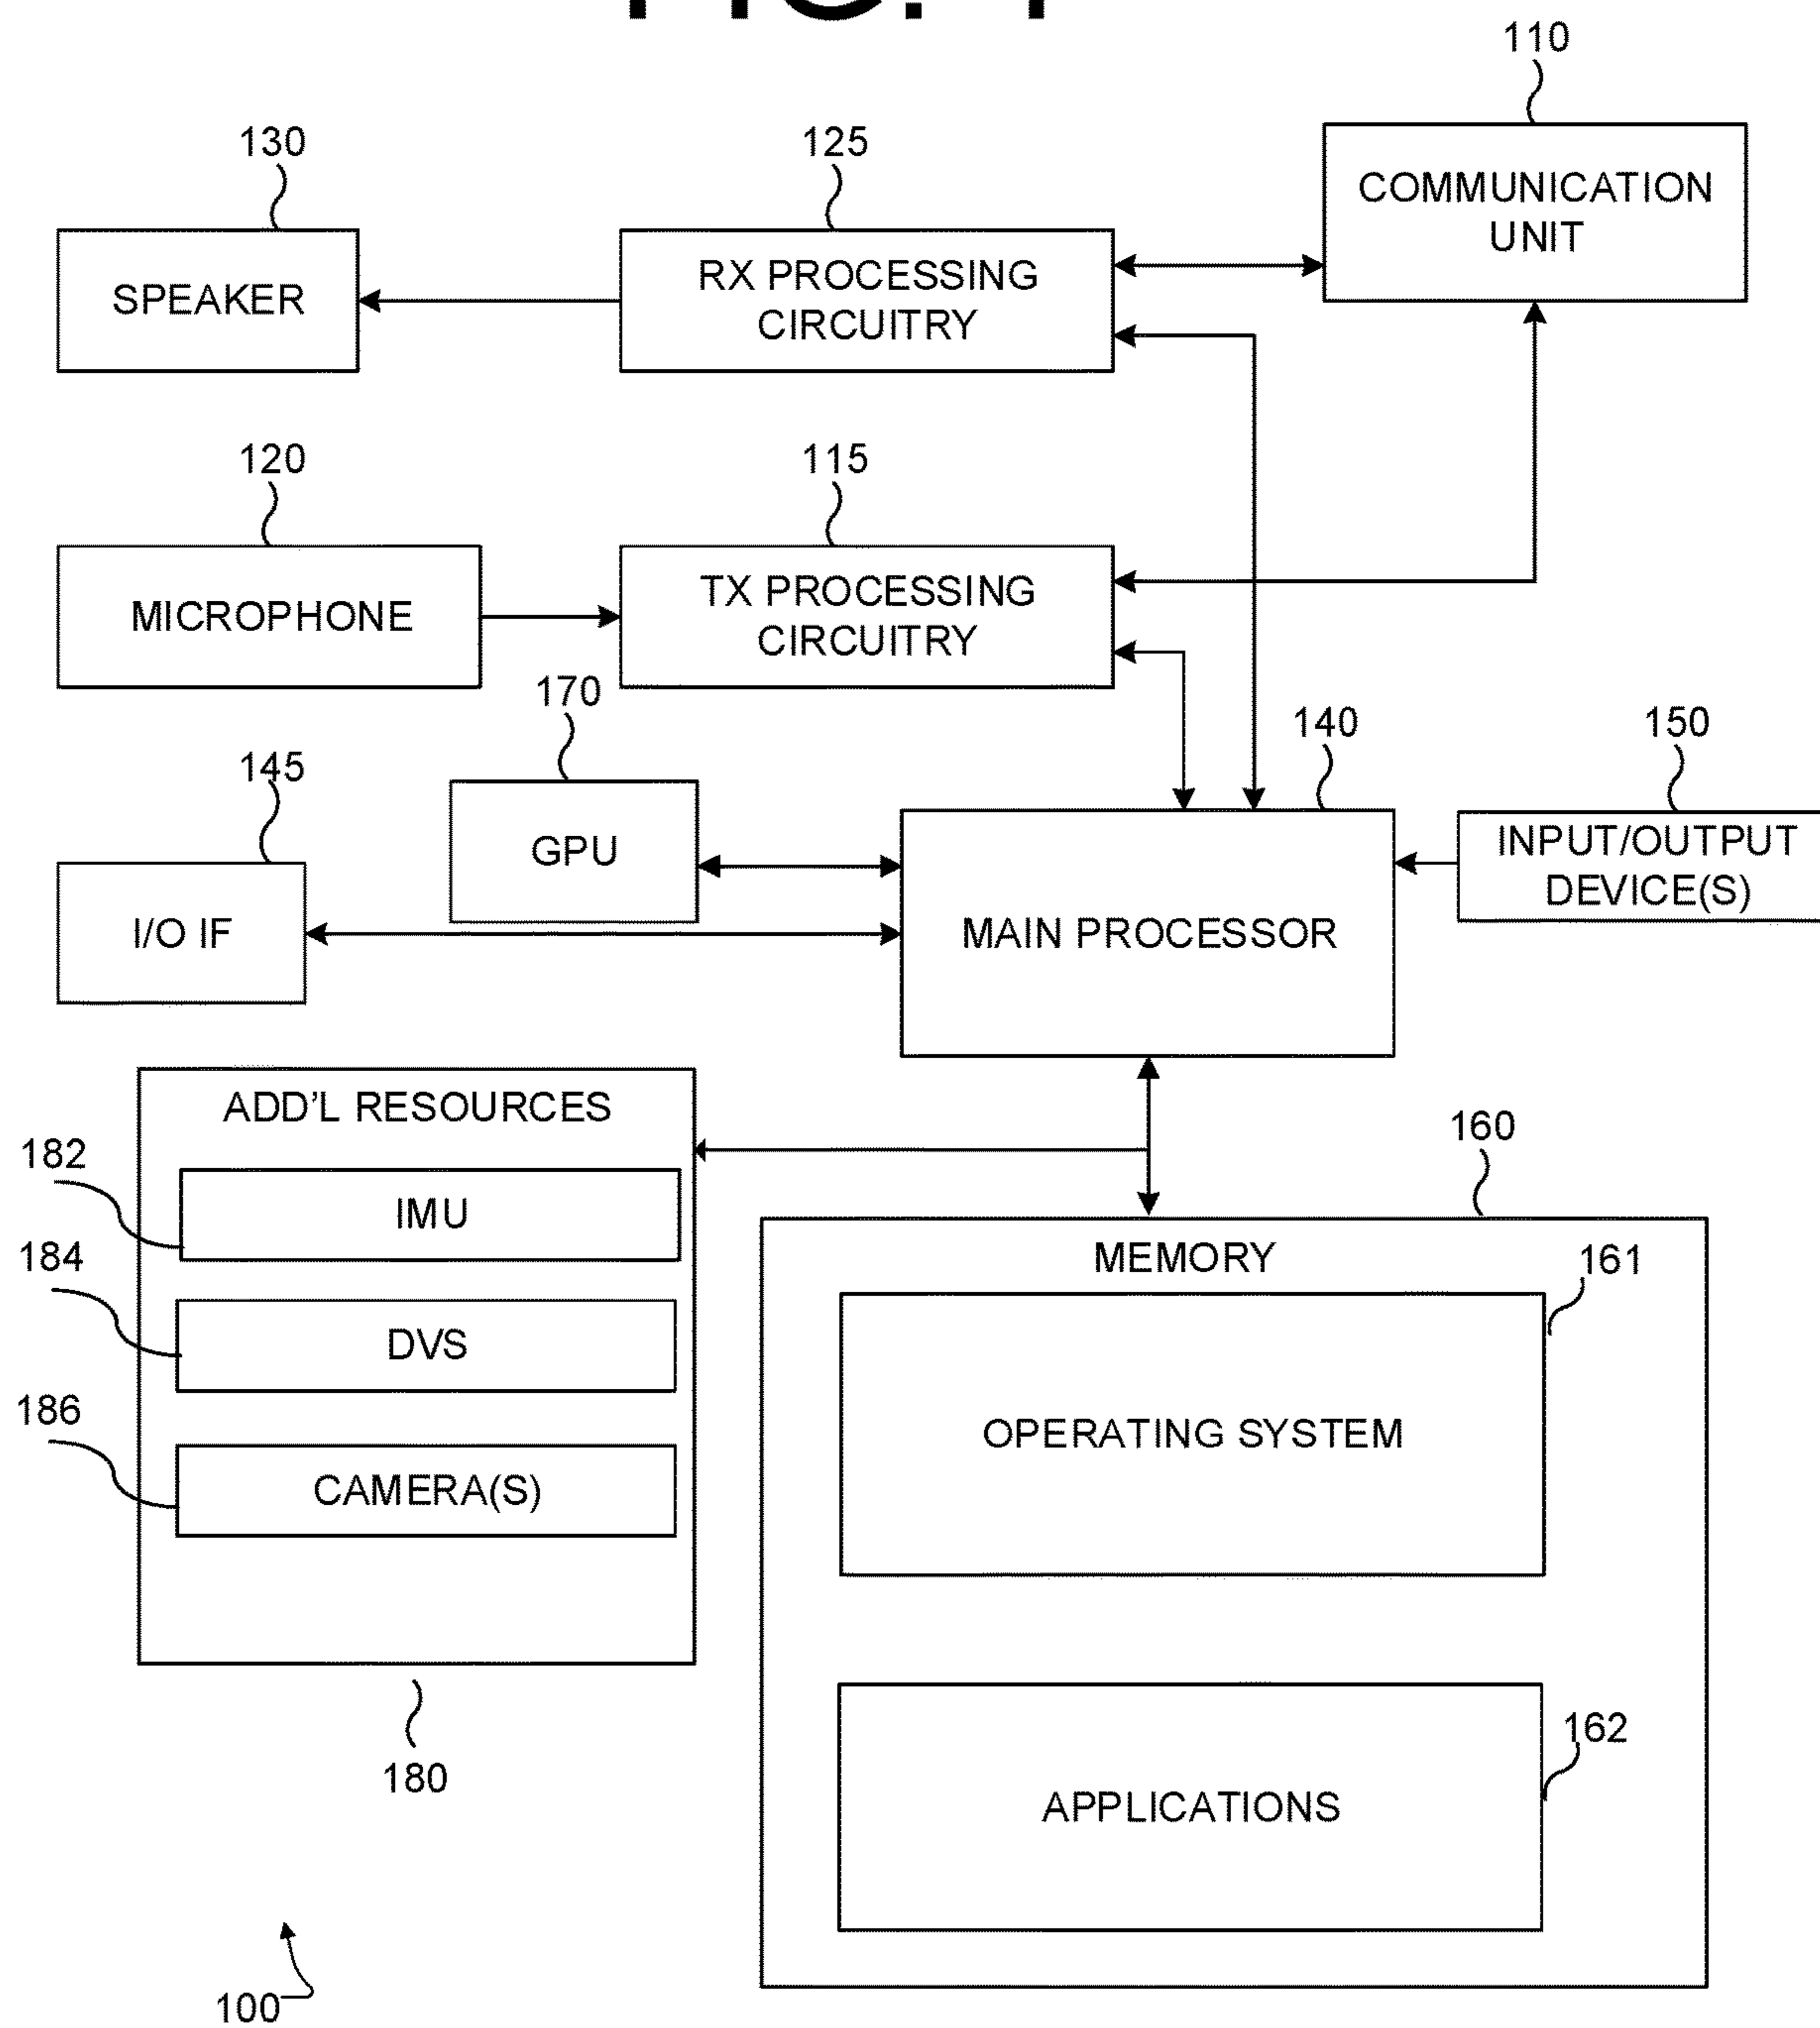 110
130
125
COMMUNICATION
UNIT
SPEAKER
RX PROCESSING
CIRCUITRY
120
115
MICROPHONE
TX PROCESSING
CIRCUITRY
170
140
150
145
GPU
INPUT/OUTPUT
DEVICE(S)
I/O IF
MAIN PROCESSOR
ADD'L RESOURCES
182
IMU
184
DVS
186
CAMERA(S)
180
160
MEMORY
161
OPERATING SYSTEM
162
APPLICATIONS
100